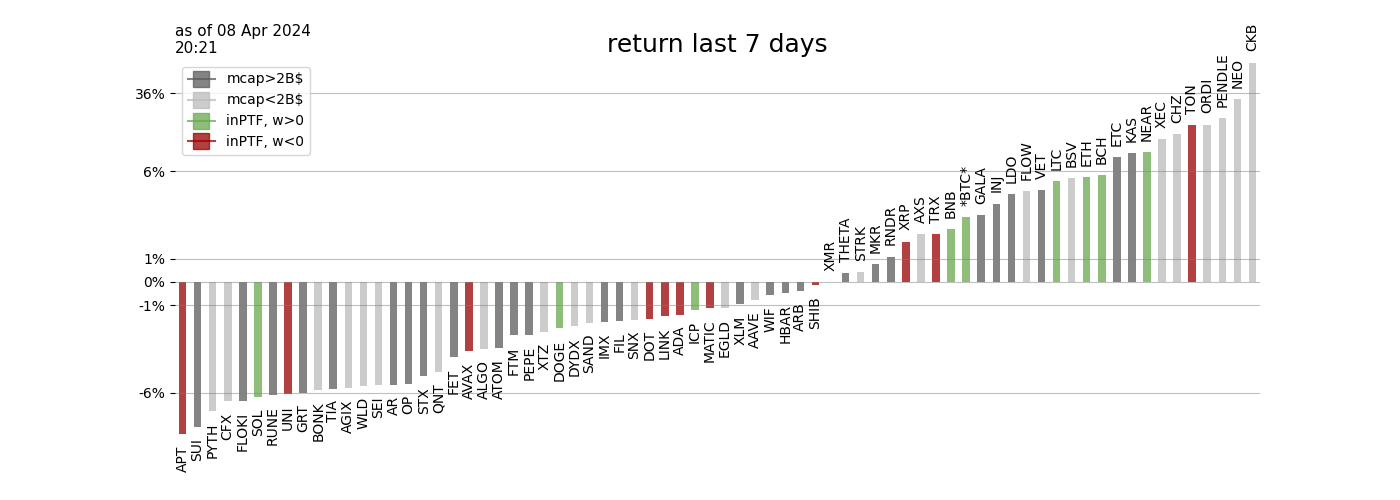 as of 08 Apr 2024
20:21
return last 7 days
mcap>2B$
mcap<2B$
inPTF, w>0
inPTF, w<0
36%
6%
1%
0%
-1%
-6%
APT
SUI
PYTH
CFX
FLOKI
SOL
RUNE
UNI
GRT
BONK
TIA
AGIX
WLD
SEI
AR
OP
STX
QNT
FET
AVAX
ALGO
ATOM
FTM
PEPE
XTZ
DOGE
DYDX
SAND
IMX
FIL
SNX
DOT
LINK
ADA
ICP
MATIC
EGLD
XLM
AAVE
WIF
HBAR
ARB
SHIB
XMR
THETA
STRK
MKR
RNDR
XRP
AXS
TRX
BNB
*BTC*
GALA
INJ
LDO
FLOW
VET
LTC
BSV
ETH
BCH
ETC
KAS
NEAR
XEC
CHZ
TON
ORDI
PENDLE
NEO
CKB